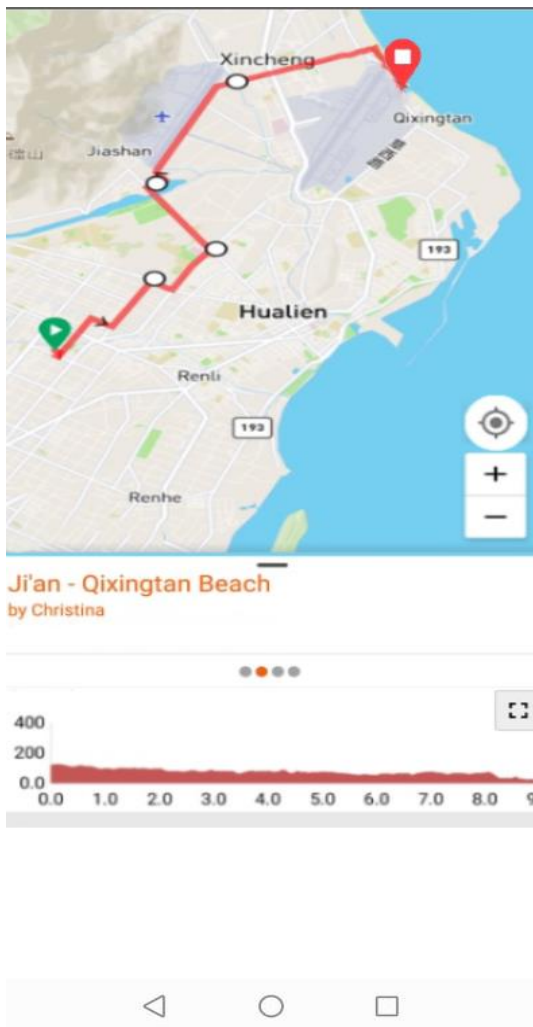 Xincheng
Qixingtan
Jiashan
193
Hualien
Renli
193
+
Renhe
−
Ji'an - Qixingtan Beach
by Christina
400
200
0.0
0.0 1.0 2.0 3.0 4.0 5.0 6.0 7.0 8.0 9